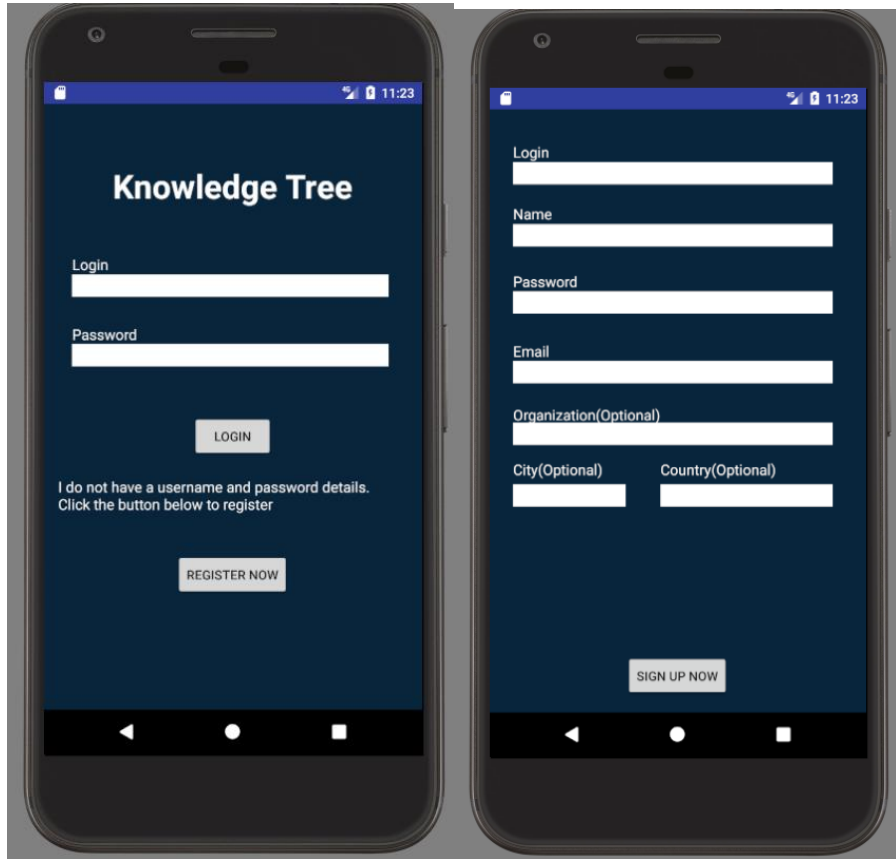 11:23
Knowledge Tree
Login
Password
LOGIN
I do not have a username and password details.
Click the button below to register
REGISTER NOW
11:23
Login
Name
Password
Email
Organization(Optional)
City(Optional) Country(Optional)
SIGN UP NOW